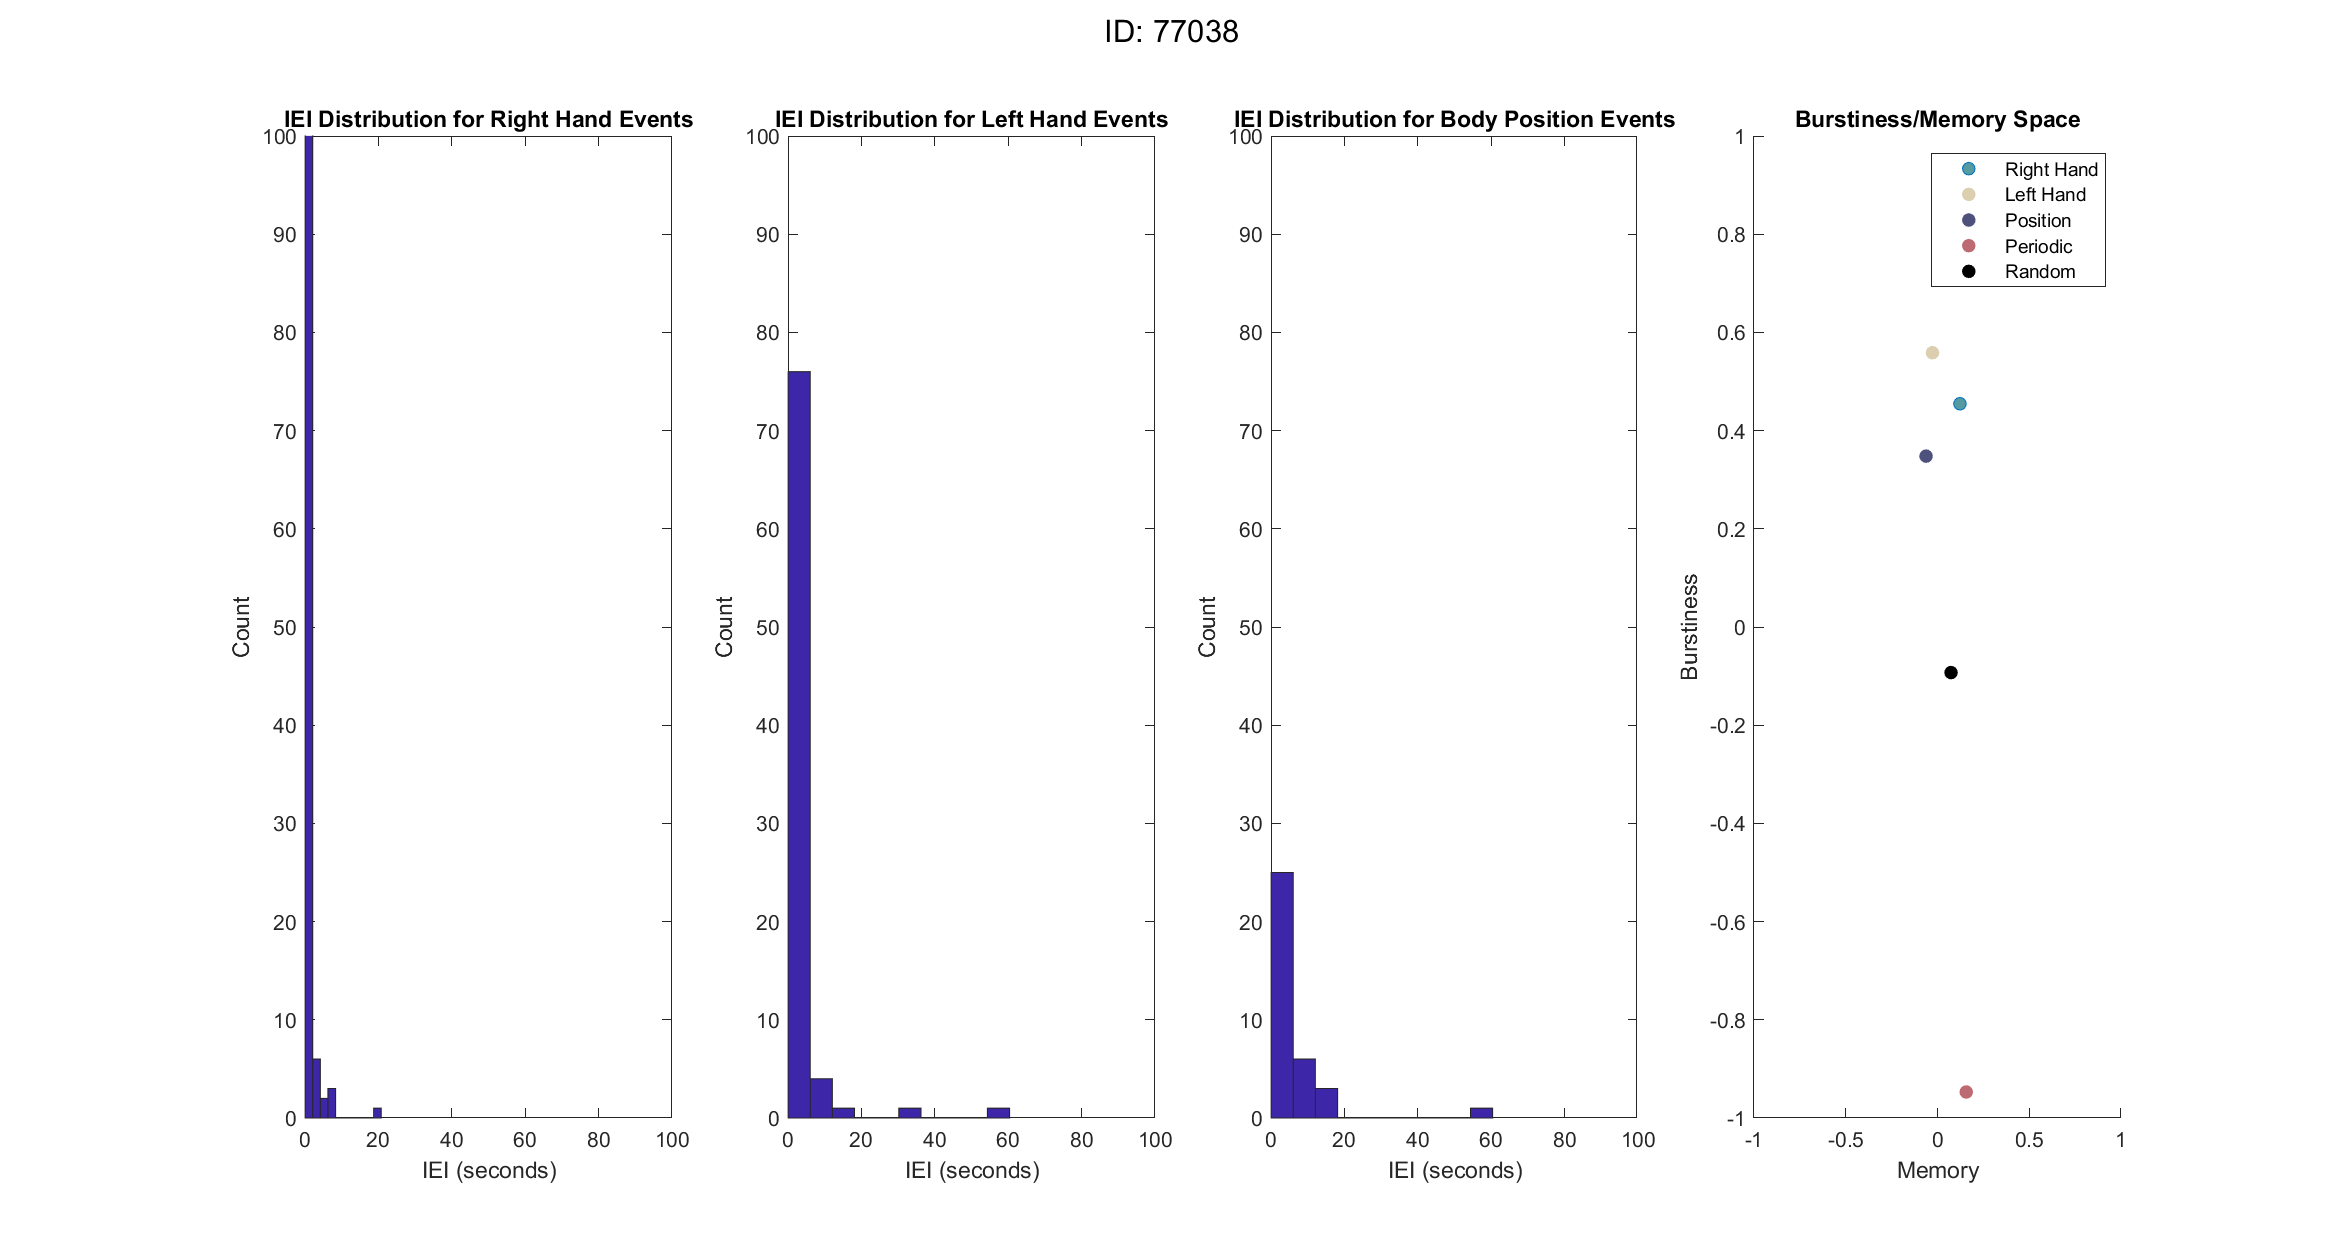 ID: 77038
IEI Distribution for Right Hand Events
100
90
80
70
60
50
40
30
20
10
0
Count
0 20 40 60 80 100
IEI (seconds)
IEI Distribution for Left Hand Events
100
90
80
70
60
50
40
30
20
10
0
Count
0 20 40 60 80 100
IEI (seconds)
IEI Distribution for Body Position Events
100
90
80
70
60
50
40
30
20
10
0
Count
0 20 40 60 80 100
IEI (seconds)
Burstiness/Memory Space
1
0.8
0.6
0.4
0.2
0
-0.2
-0.4
-0.6
-0.8
-1
Burstiness
Right Hand
Left Hand
Position
Periodic
Random
-1 -0.5 0 0.5 1
Memory